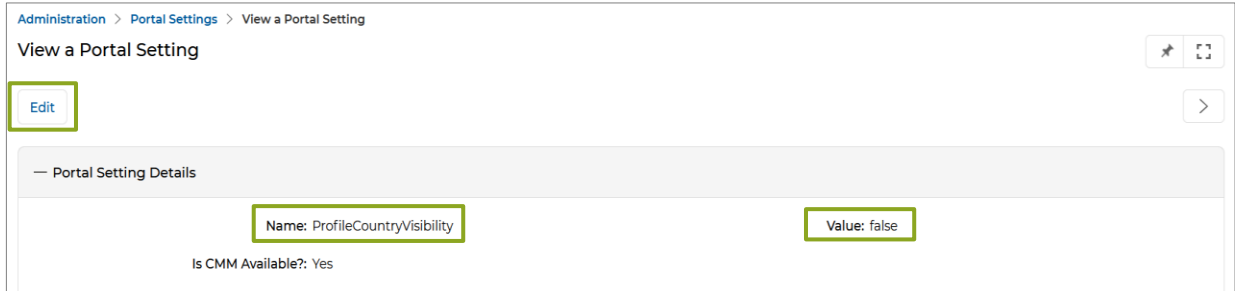 Administration > Portal Settings > View a Portal Setting
View a Portal Setting
Edit
Portal Setting Details
Name: ProfileCountryVisibility Value: false
Is CMM Available?: Yes